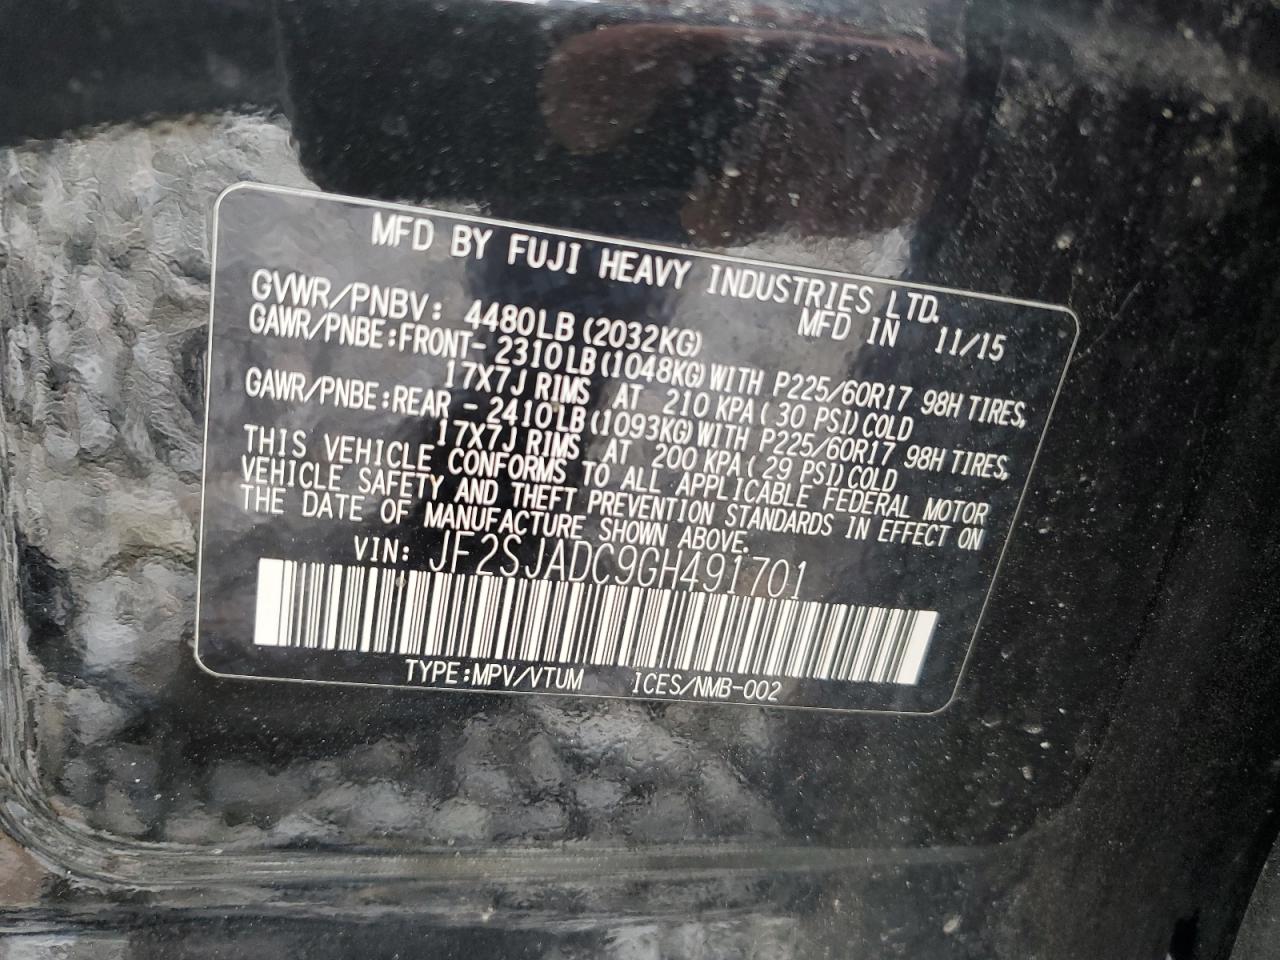 MFD BY FUJI HEAVY INDUSTRIES LTD.
GVWR/PNBV: 4480LB(2032KG) MFD IN 11/15
GAWR/PNBE:FRONT- 2310LB(1048KG)WITH P225/60R17 98H TIRES,
17X7J RIMS AT 210 KPA(30 PSI)COLD
GAWR/PNBE:REAR - 2410LB(1093KG)WITH P225/60R17 98H TIRES,
17X7J RIMS AT 200 KPA(29 PSI)COLD
THIS VEHICLE CONFORMS TO ALL APPLICABLE FEDERAL MOTOR
VEHICLE SAFETY AND THEFT PREVENTION STANDARDS IN EFFECT ON
THE DATE OF MANUFACTURE SHOWN ABOVE.
VIN: JF2SJADC9GH491701
TYPE:MPV/VTUM ICES/NMB-002